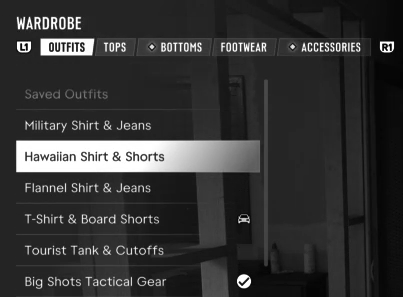 WARDROBE
L1 OUTFITS TOPS BOTTOMS FOOTWEAR ACCESSORIES R1
Saved Outfits
Military Shirt & Jeans
Hawaiian Shirt & Shorts
Flannel Shirt & Jeans
T-Shirt & Board Shorts
Tourist Tank & Cutoffs
Big Shots Tactical Gear